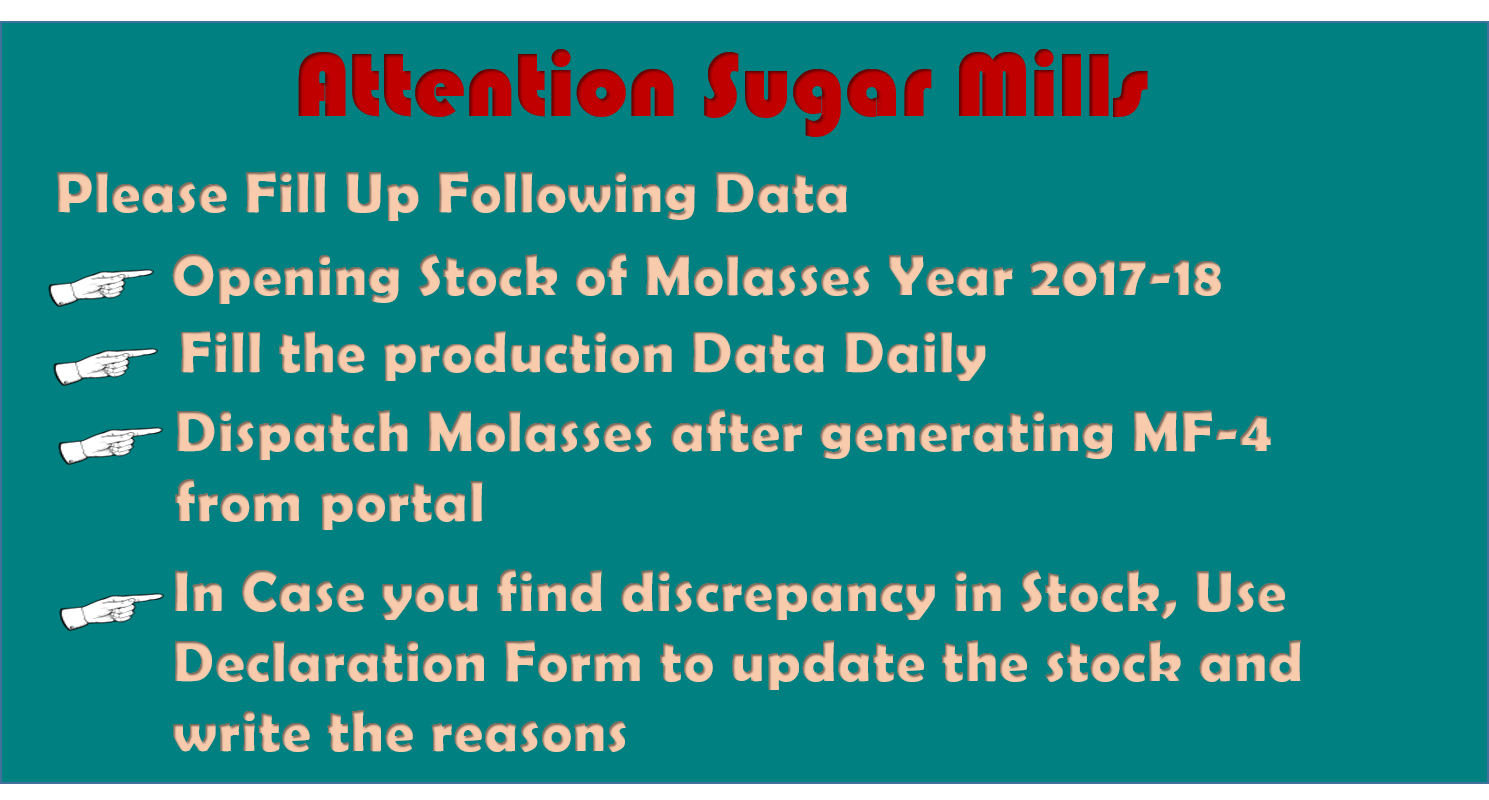 Attention Sugar Mills
Please Fill Up Following Data
Opening Stock of Molasses Year 2017-18
Fill the production Data Daily
Dispatch Molasses after generating MF-4
from portal
In Case you find discrepancy in Stock, Use
Declaration Form to update the stock and
write the reasons